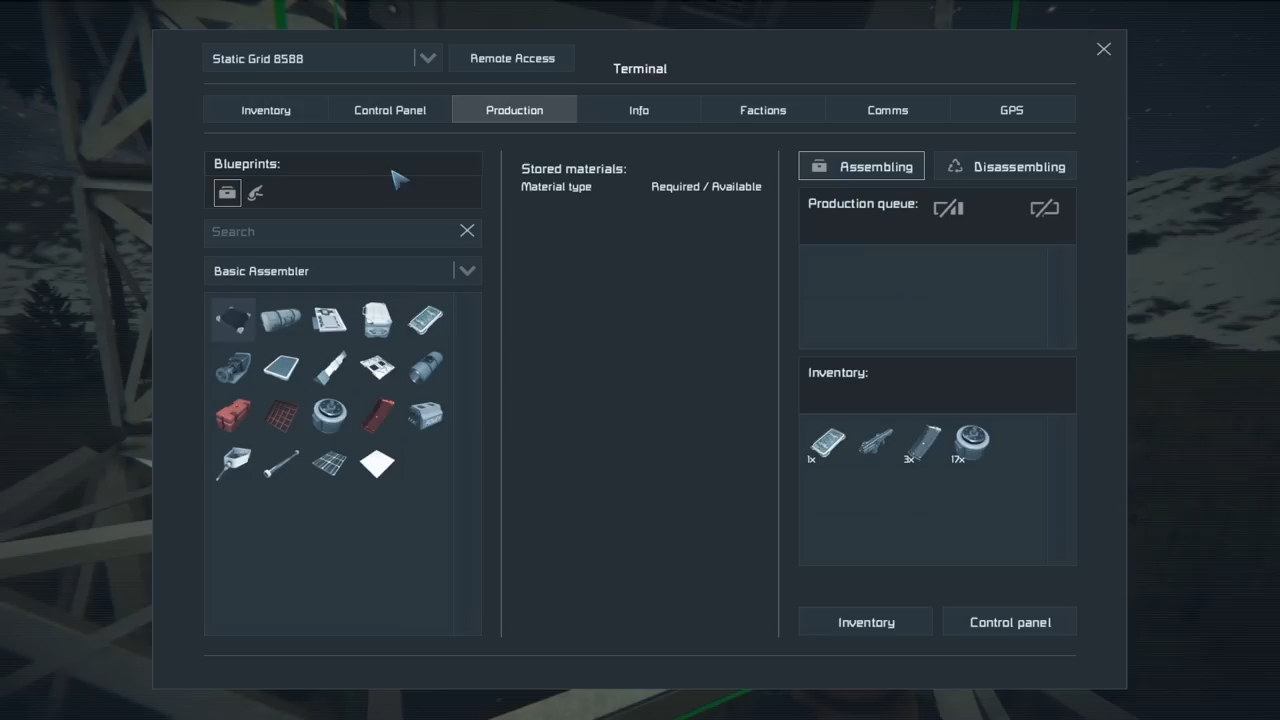 Static Grid 8588
Remote Access
Terminal
Inventory
Control Panel
Production
Info
Factions
Comms
GPS
Blueprints:
Search
Basic Assembler
Stored materials:
Material type
Required / Available
Assembling
Disassembling
Production queue:
Inventory:
1x
3x
17x
Inventory
Control panel